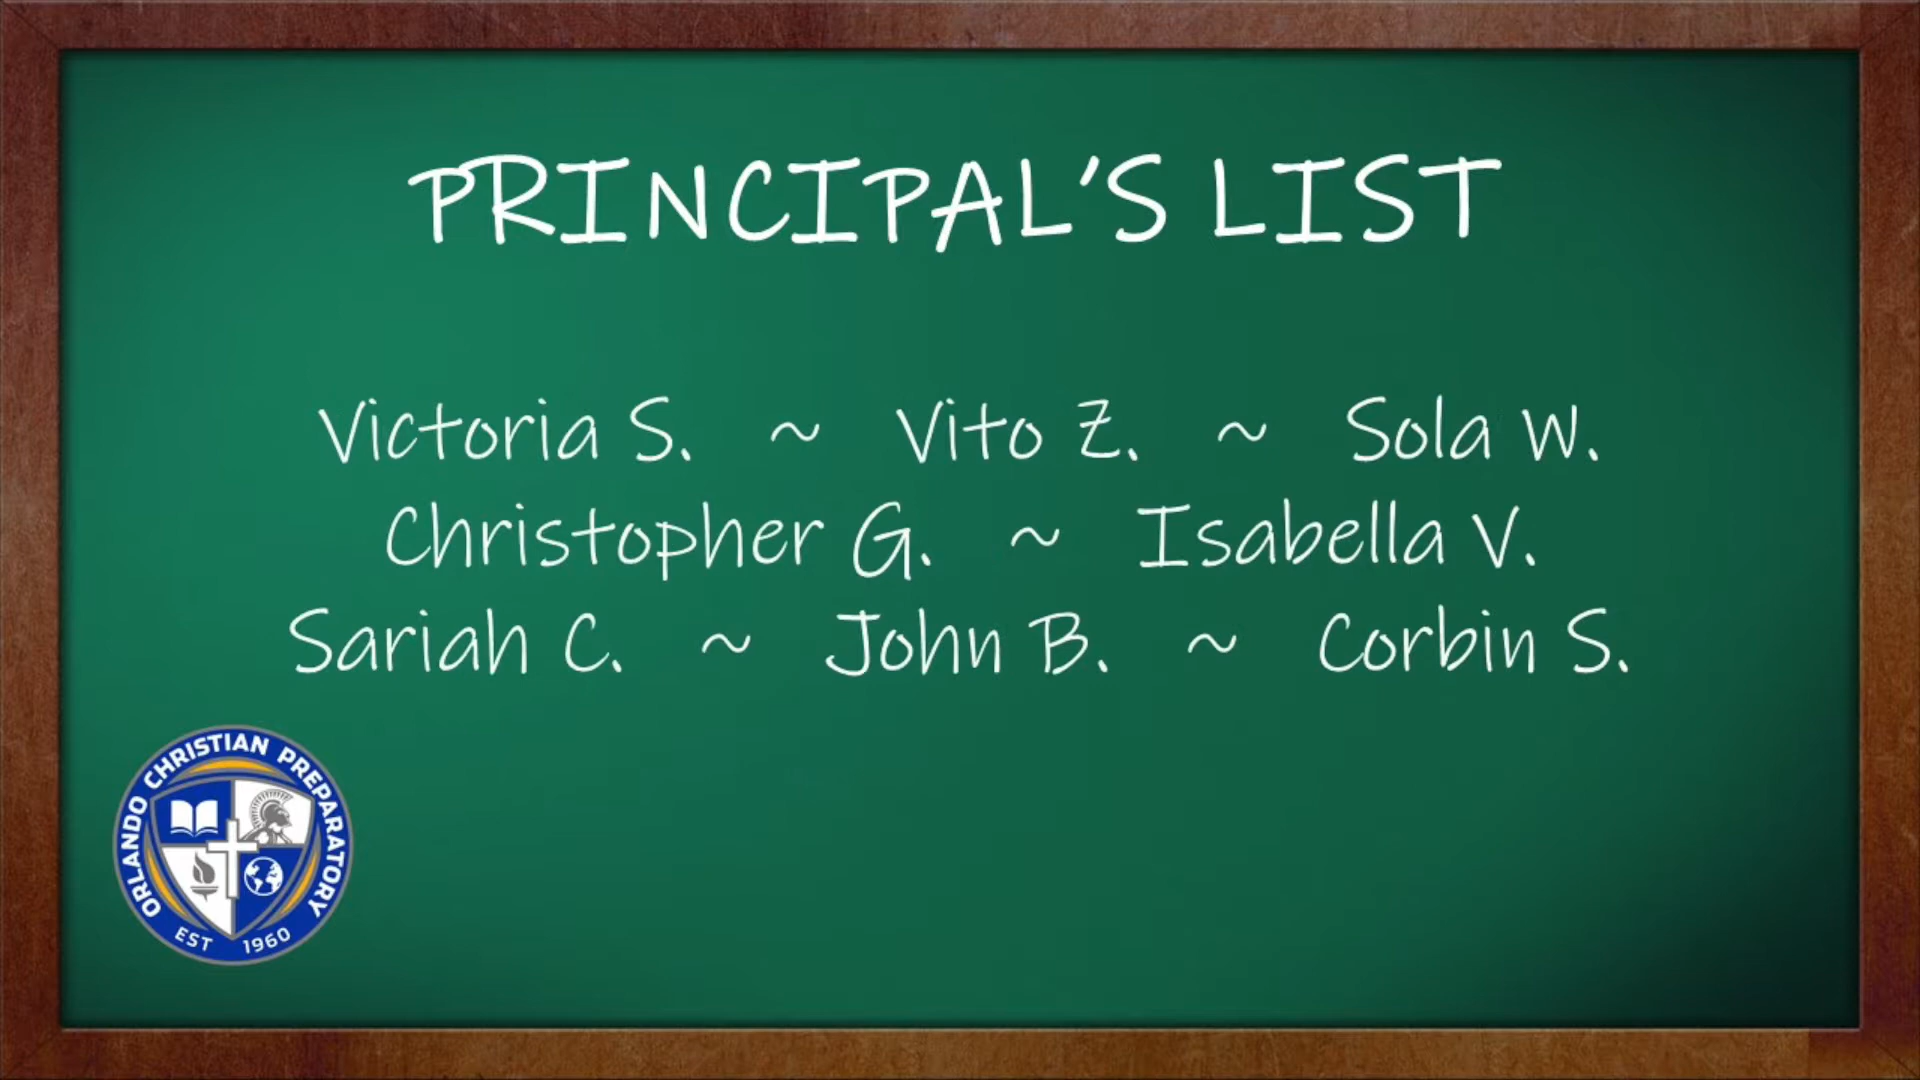 PRINCIPAL'S LIST
Victoria S. ~ Vito Z. ~ Sola W.
Christopher G. ~ Isabella V.
Sariah C. ~ John B. ~ Corbin S.
ORLANDO CHRISTIAN PREPARATORY
EST 1960